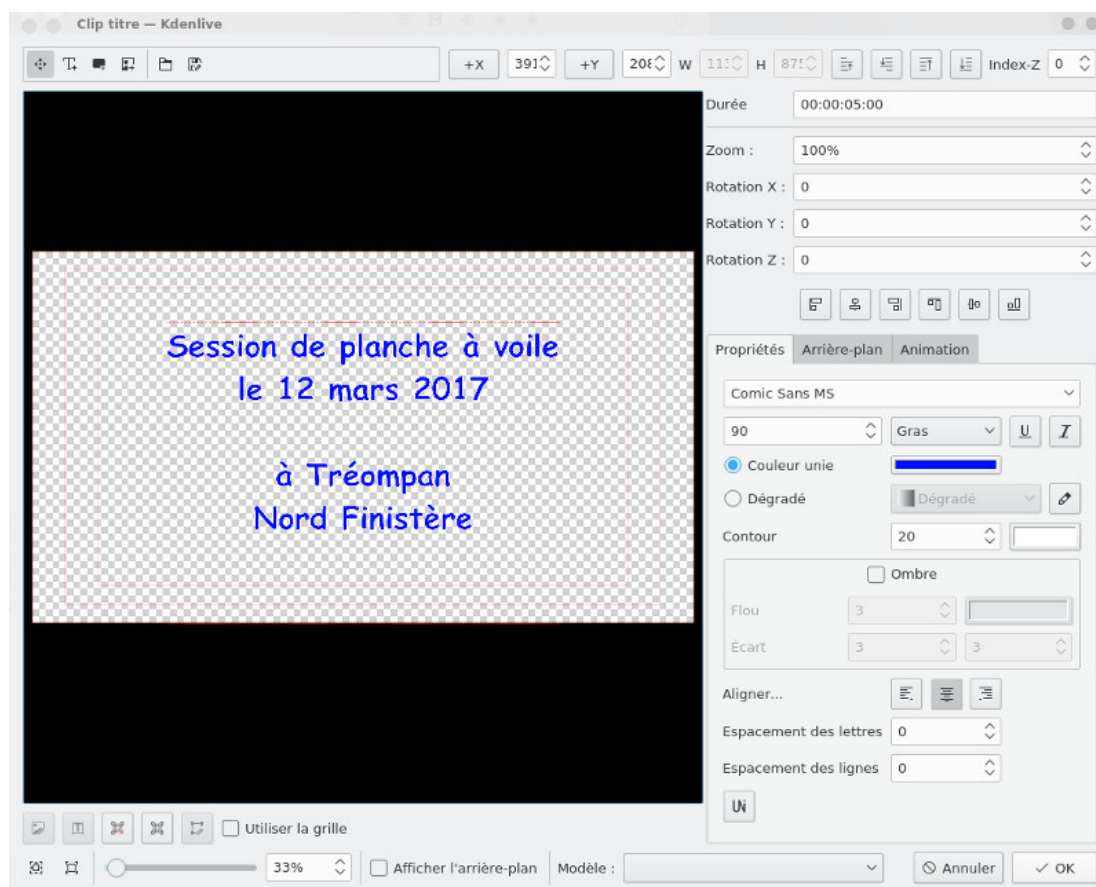 Clip titre — Kdenlive
+X 391 +Y 208 W H 875 Index-Z 0
Durée 00:00:05:00
Zoom : 100%
Rotation X : 0
Rotation Y : 0
Rotation Z : 0
Session de planche à voile
le 12 mars 2017
à Tréompan
Nord Finistère
Propriétés Arrière-plan Animation
Comic Sans MS
90 Gras U I
Couleur unie
Dégradé Dégradé
Contour 20
Ombre
Flou 3
Écart 3 3
Aligner...
Espacement des lettres 0
Espacement des lignes 0
Utiliser la grille
33% Afficher l'arrière-plan Modèle : Annuler OK